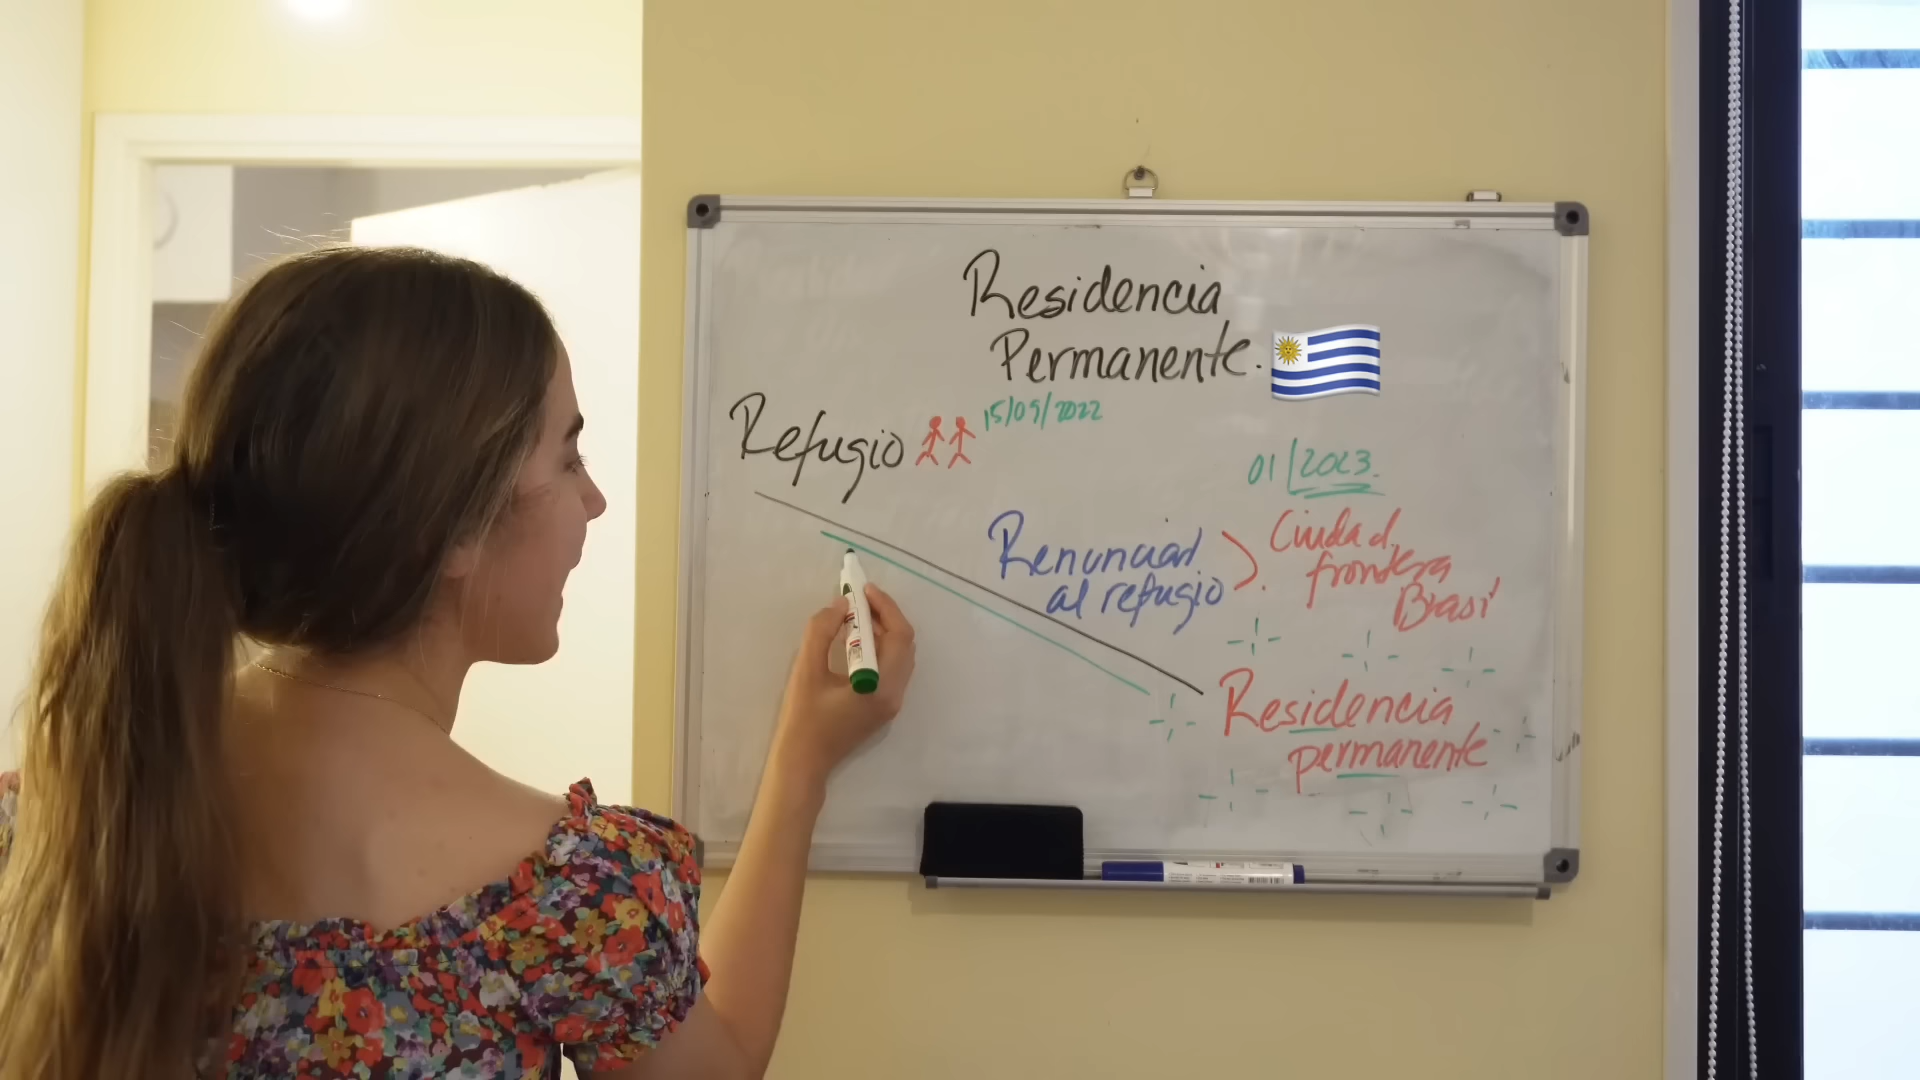 Residencia
Permanente.
Refugio
15/09/2022
01/2023.
Renunciar
al refugio
Ciudad
frontera
Brasil
Residencia
permanente